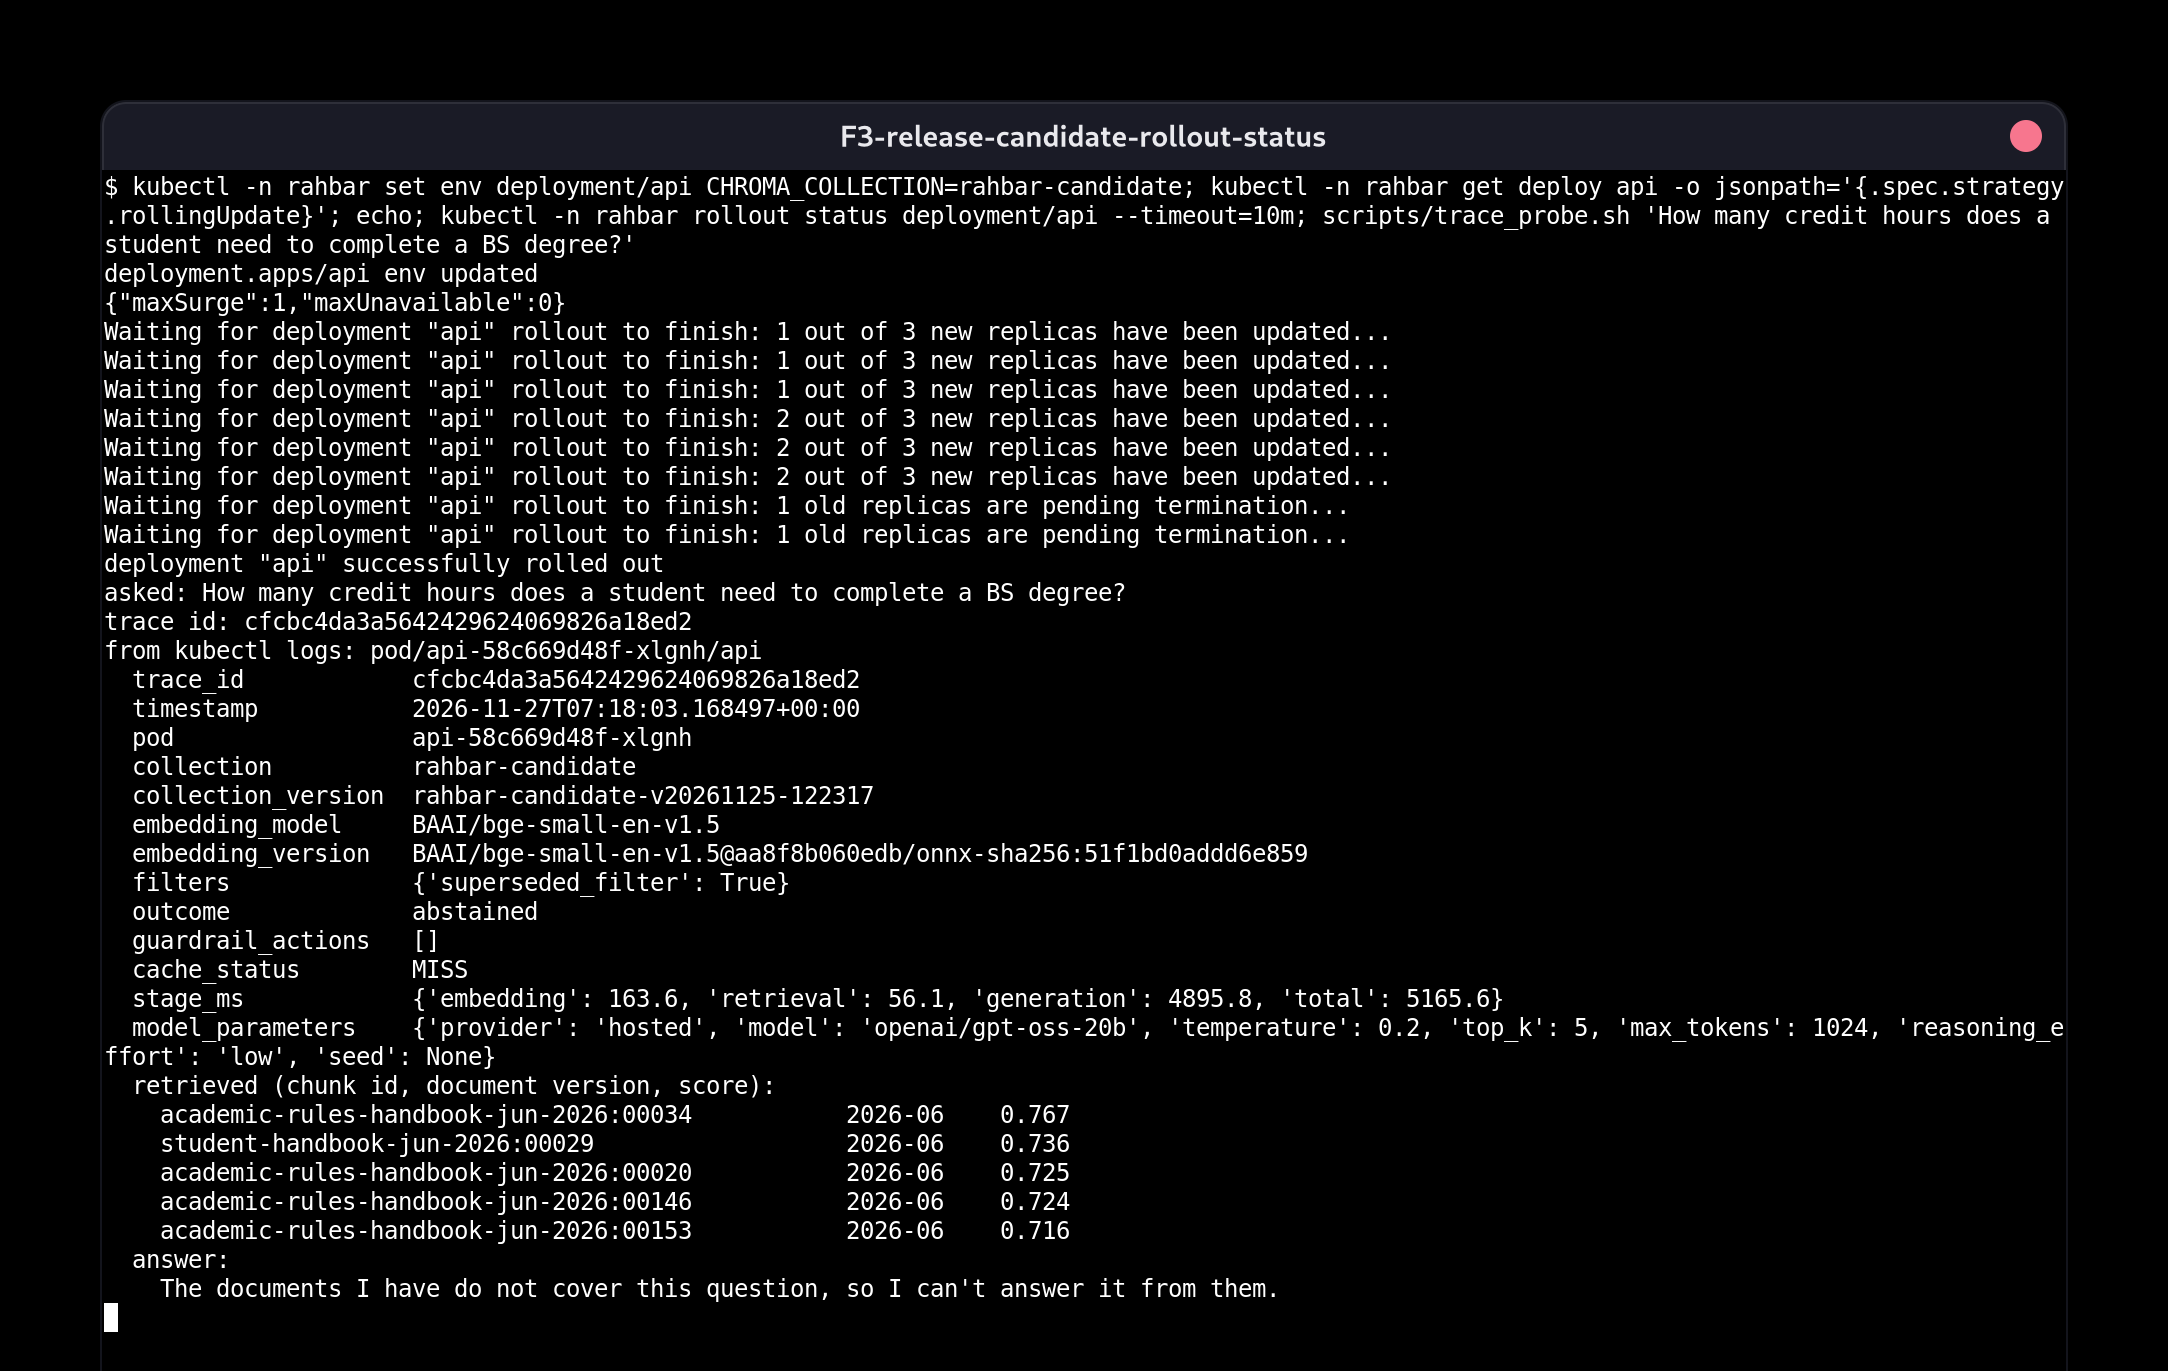 F3-release-candidate-rollout-status
$ kubectl -n rahbar set env deployment/api CHROMA_COLLECTION=rahbar-candidate; kubectl -n rahbar get deploy api -o jsonpath='{.spec.strategy
.rollingUpdate}'; echo; kubectl -n rahbar rollout status deployment/api --timeout=10m; scripts/trace_probe.sh 'How many credit hours does a
student need to complete a BS degree?'
deployment.apps/api env updated
{"maxSurge":1,"maxUnavailable":0}
Waiting for deployment "api" rollout to finish: 1 out of 3 new replicas have been updated...
Waiting for deployment "api" rollout to finish: 1 out of 3 new replicas have been updated...
Waiting for deployment "api" rollout to finish: 1 out of 3 new replicas have been updated...
Waiting for deployment "api" rollout to finish: 2 out of 3 new replicas have been updated...
Waiting for deployment "api" rollout to finish: 2 out of 3 new replicas have been updated...
Waiting for deployment "api" rollout to finish: 2 out of 3 new replicas have been updated...
Waiting for deployment "api" rollout to finish: 1 old replicas are pending termination...
Waiting for deployment "api" rollout to finish: 1 old replicas are pending termination...
deployment "api" successfully rolled out
asked: How many credit hours does a student need to complete a BS degree?
trace id: cfcbc4da3a5642429624069826a18ed2
from kubectl logs: pod/api-58c669d48f-xlgnh/api
  trace_id            cfcbc4da3a5642429624069826a18ed2
  timestamp           2026-11-27T07:18:03.168497+00:00
  pod                 api-58c669d48f-xlgnh
  collection          rahbar-candidate
  collection_version  rahbar-candidate-v20261125-122317
  embedding_model     BAAI/bge-small-en-v1.5
  embedding_version   BAAI/bge-small-en-v1.5@aa8f8b060edb/onnx-sha256:51f1bd0addd6e859
  filters             {'superseded_filter': True}
  outcome             abstained
  guardrail_actions   []
  cache_status        MISS
  stage_ms            {'embedding': 163.6, 'retrieval': 56.1, 'generation': 4895.8, 'total': 5165.6}
  model_parameters    {'provider': 'hosted', 'model': 'openai/gpt-oss-20b', 'temperature': 0.2, 'top_k': 5, 'max_tokens': 1024, 'reasoning_e
ffort': 'low', 'seed': None}
  retrieved (chunk id, document version, score):
    academic-rules-handbook-jun-2026:00034           2026-06    0.767
    student-handbook-jun-2026:00029                  2026-06    0.736
    academic-rules-handbook-jun-2026:00020           2026-06    0.725
    academic-rules-handbook-jun-2026:00146           2026-06    0.724
    academic-rules-handbook-jun-2026:00153           2026-06    0.716
  answer:
    The documents I have do not cover this question, so I can't answer it from them.